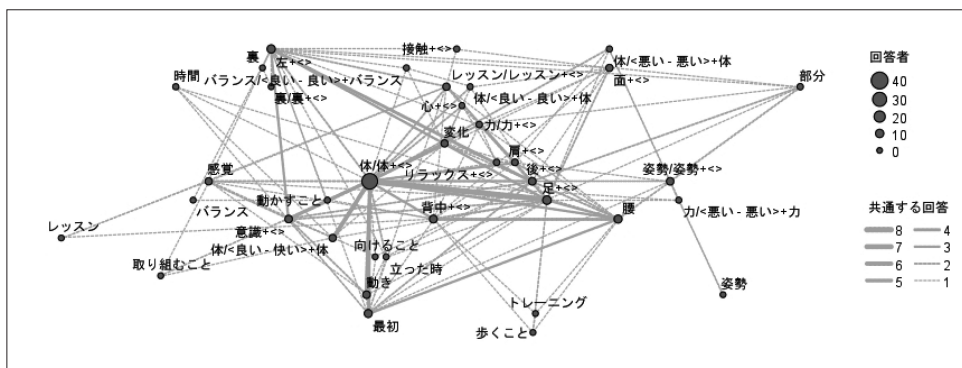 裏
左+<>
接触+<>
体/<悪い - 悪い>+体
時間
バランス/<良い - 良い>+バランス
レッスン/レッスン+<>
面+<>
部分
裏/裏+<>
心+<>
体/<良い - 良い>+体
力/力+<>
変化
肩+<>
感覚
体/体+<>
リラックス+<>
後+<>
姿勢/姿勢+<>
動かすこと
足+<>
バランス
背中+<>
腰
力/<悪い - 悪い>+力
レッスン
意識+<>
体/<良い - 快い>+体
向けること
取り組むこと
立った時
動き
姿勢
トレーニング
最初
歩くこと
回答者
40
30
20
10
0
共通する回答
8 4
7 3
6 2
5 1